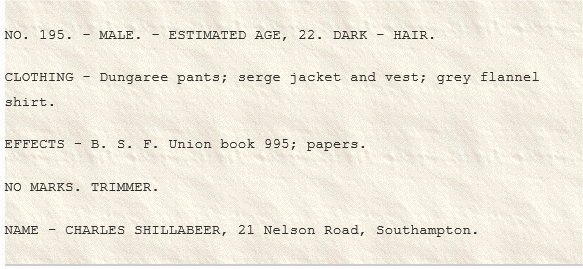 NO. 195. - MALE. - ESTIMATED AGE, 22. DARK - HAIR.
CLOTHING - Dungaree pants; serge jacket and vest; grey flannel
shirt.
EFFECTS - B. S. F. Union book 995; papers.
NO MARKS. TRIMMER.
NAME - CHARLES SHILLABEER, 21 Nelson Road, Southampton.